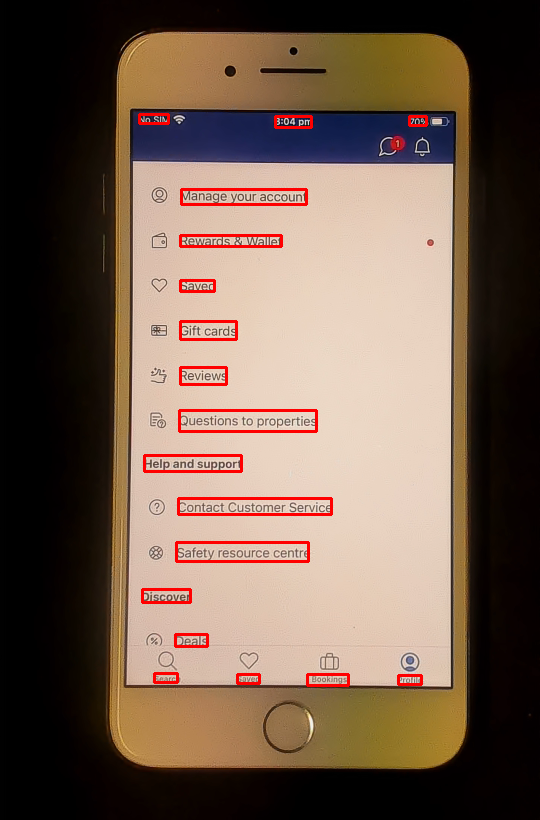 No SIM 3:04 pm 70%
1
Manage your account
Rewards & Wallet
Saved
Gift cards
Reviews
Questions to properties
Help and support
Contact Customer Service
Safety resource centre
Discover
Deals
Search Saved Bookings Profile